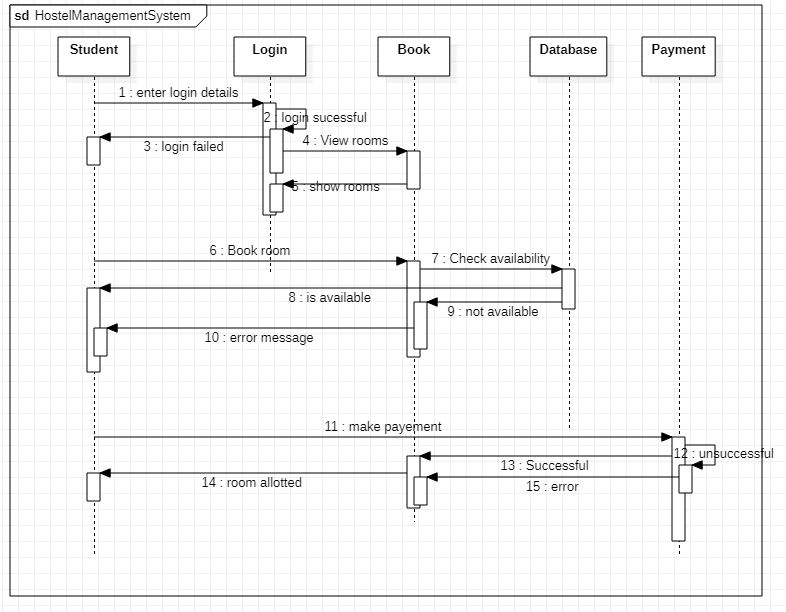 sd HostelManagementSystem
Student Login Book Database Payment
1 : enter login details
2 : login sucessful
3 : login failed
4 : View rooms
5 : show rooms
6 : Book room
7 : Check availability
8 : is available
9 : not available
10 : error message
11 : make payement
12 : unsuccessful
13 : Successful
14 : room allotted
15 : error